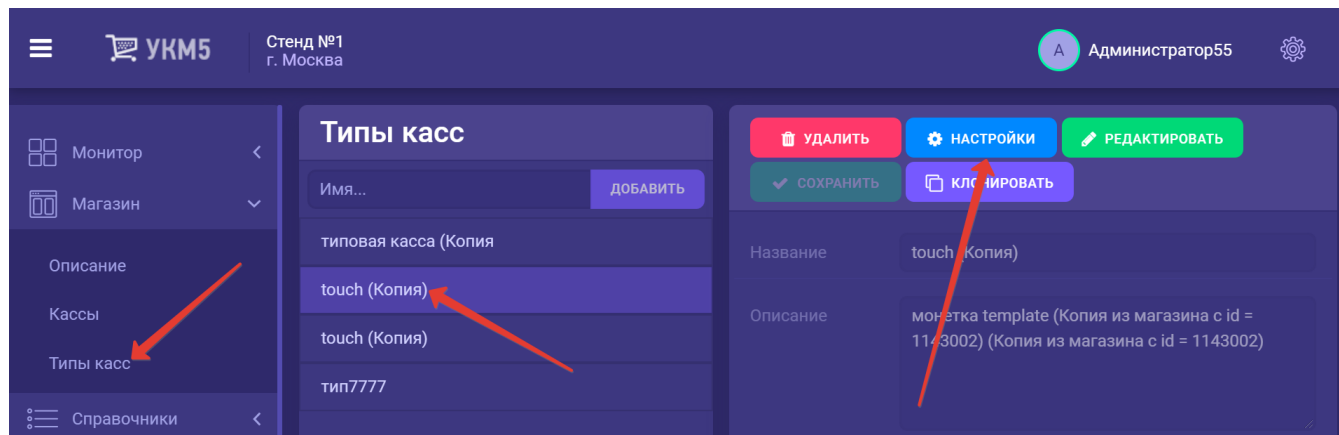 УКМ5
Стенд №1
г. Москва
А
Администратор55
Монитор
Магазин
Описание
Кассы
Типы касс
Справочники
Типы касс
Имя...
ДОБАВИТЬ
типовая касса (Копия
touch (Копия)
touch (Копия)
тип7777
УДАЛИТЬ
НАСТРОЙКИ
РЕДАКТИРОВАТЬ
СОХРАНИТЬ
КЛОНИРОВАТЬ
Название
touch (Копия)
Описание
монетка template (Копия из магазина с id =
1143002) (Копия из магазина с id = 1143002)